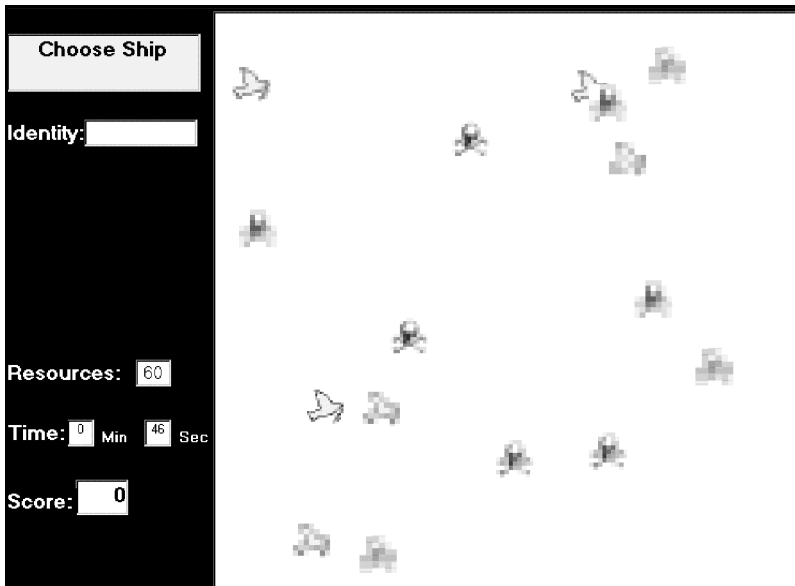 Choose Ship
Identity:
Resources: 60
Time: 0 Min 46 Sec
Score: 0